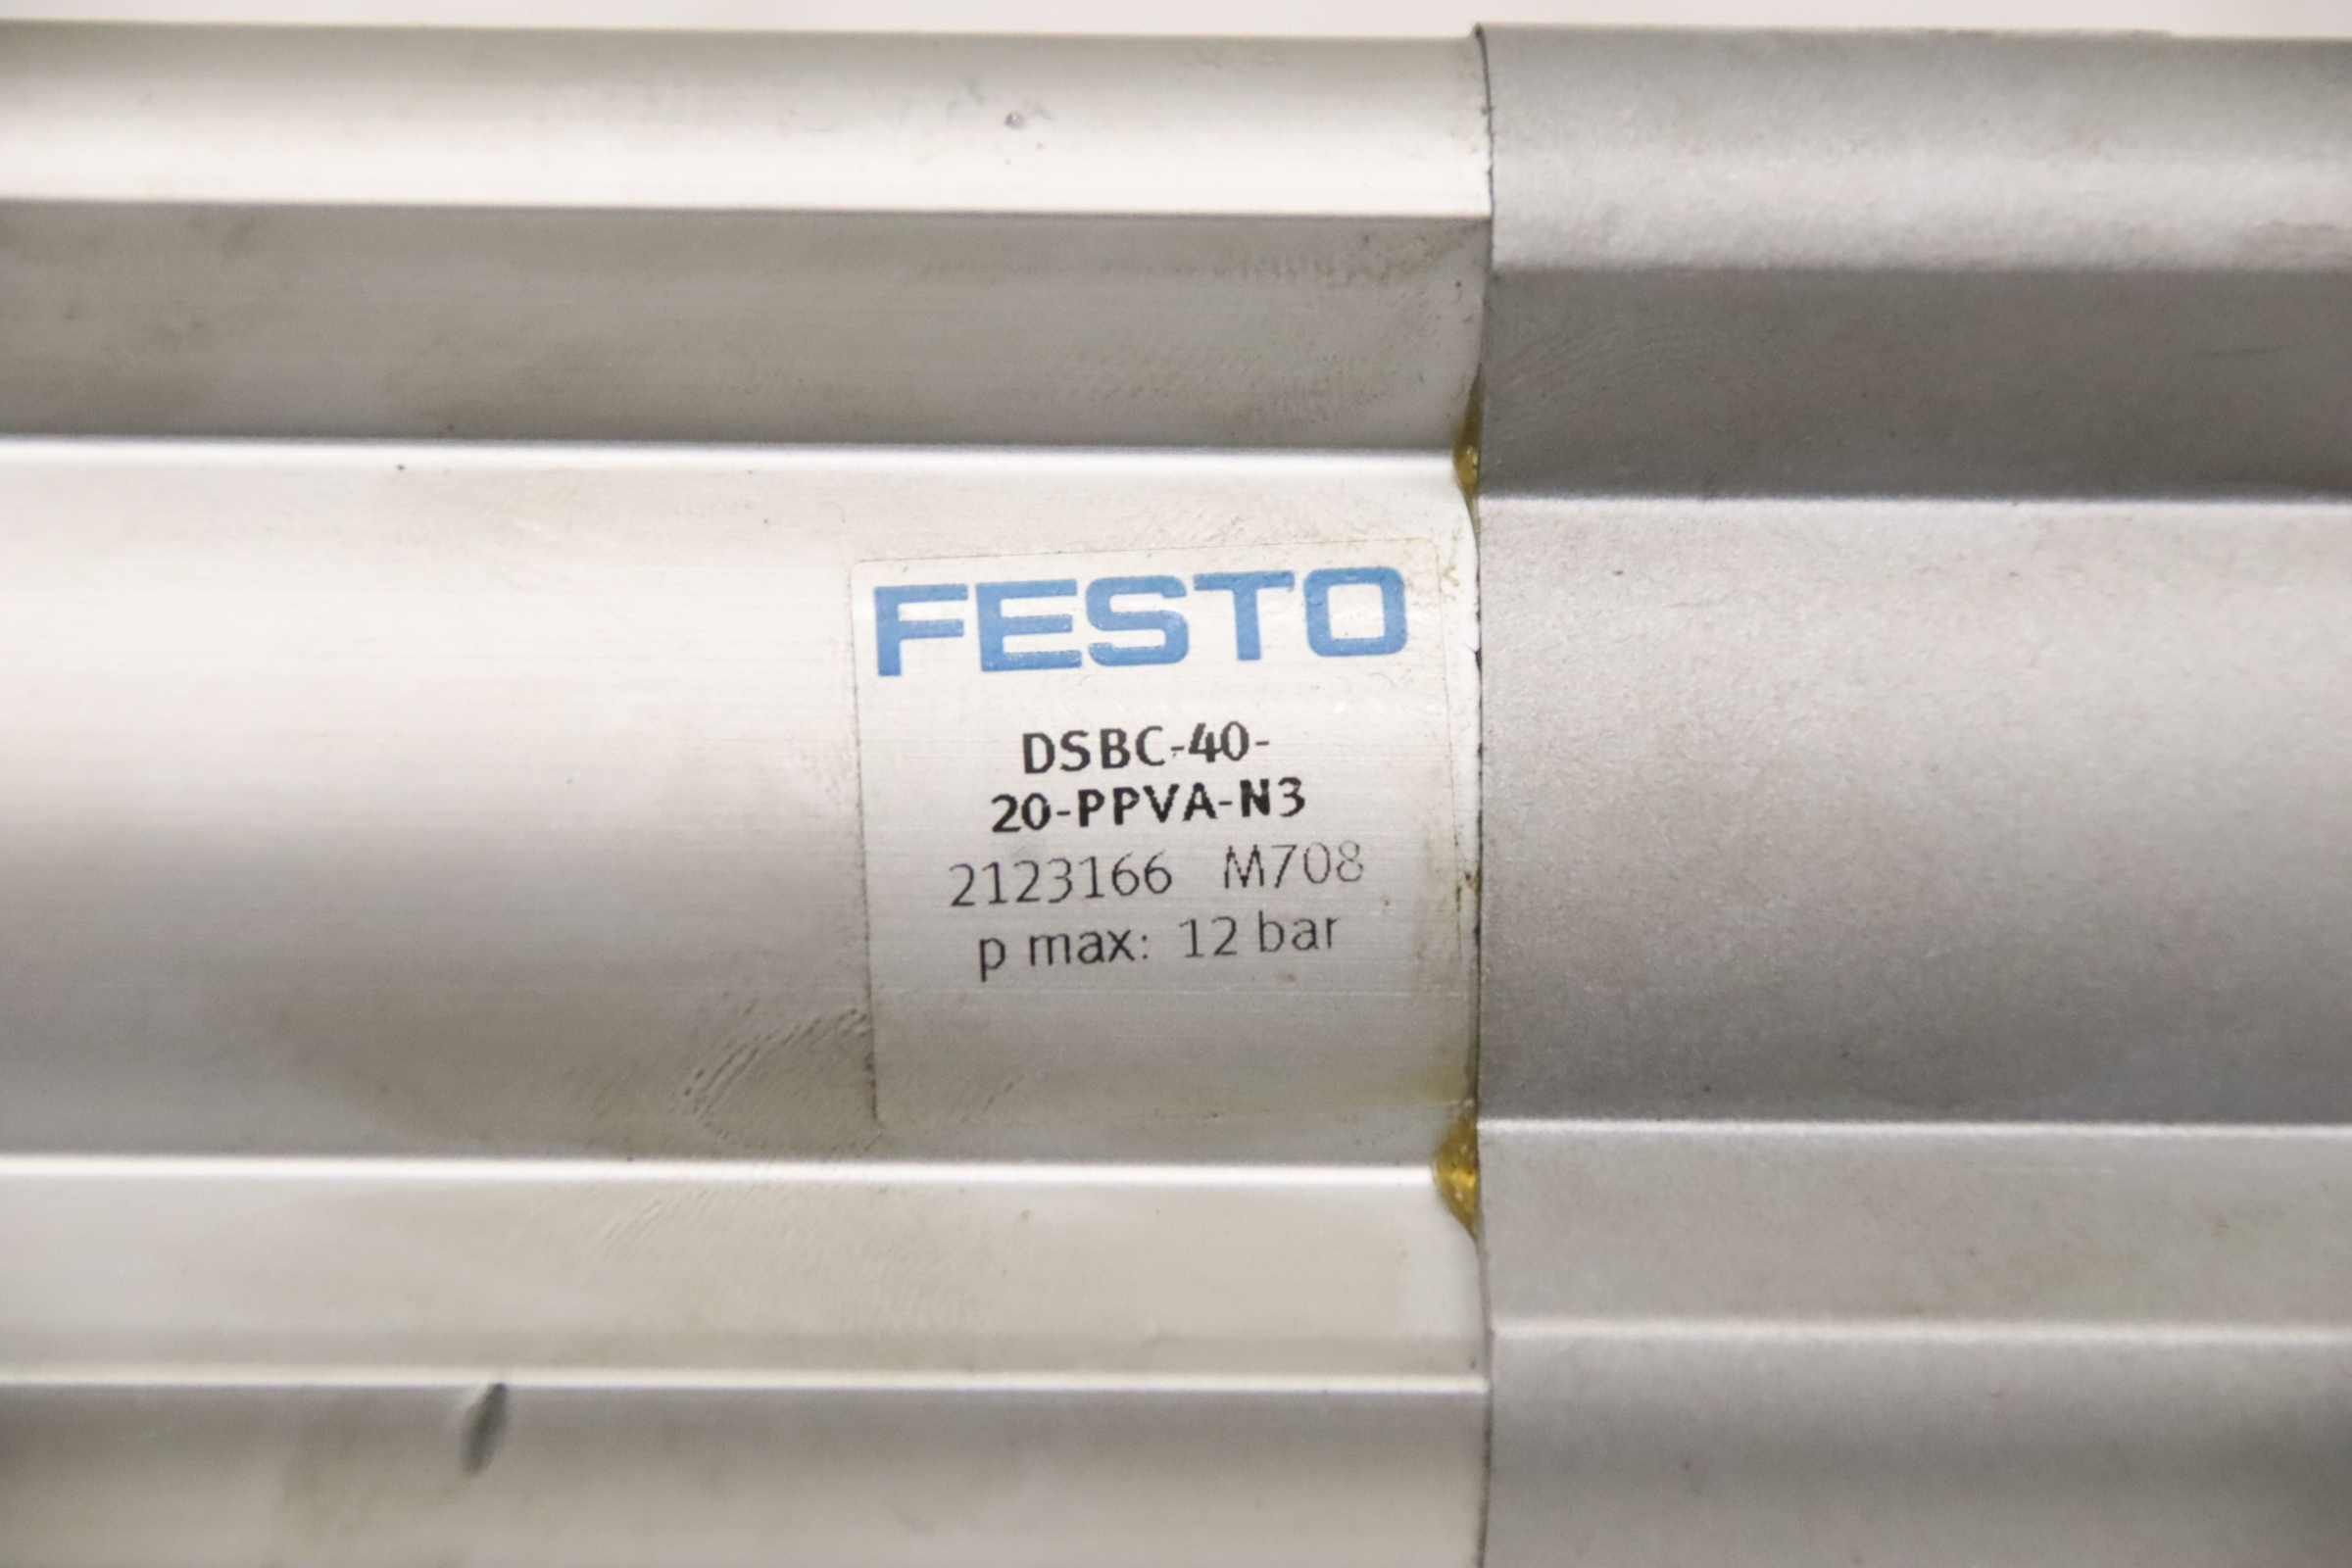 FESTO
DSBC-40-
20-PPVA-N3
2123166 M708
p max: 12 bar